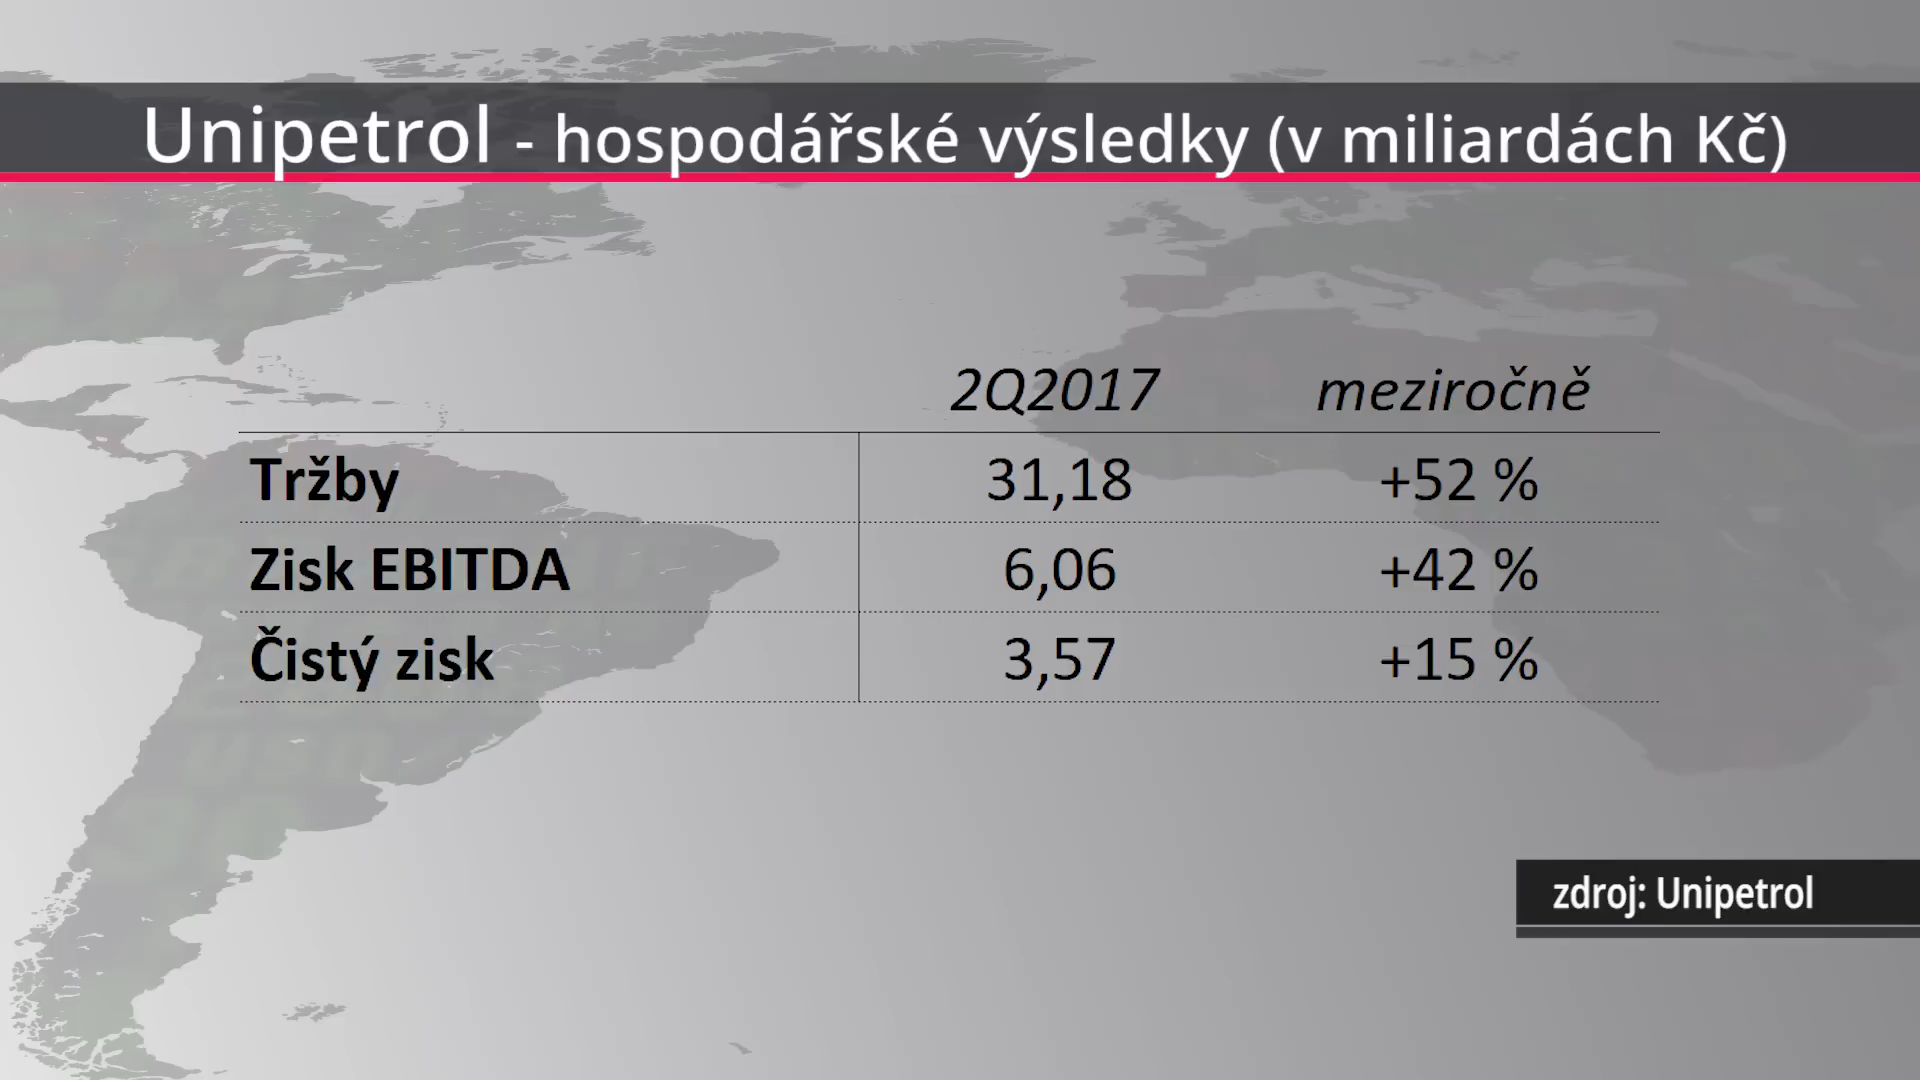 Unipetrol - hospodářské výsledky (v miliardách Kč)
2Q2017 meziročně
Tržby 31,18 +52 %
Zisk EBITDA 6,06 +42 %
Čistý zisk 3,57 +15 %
zdroj: Unipetrol